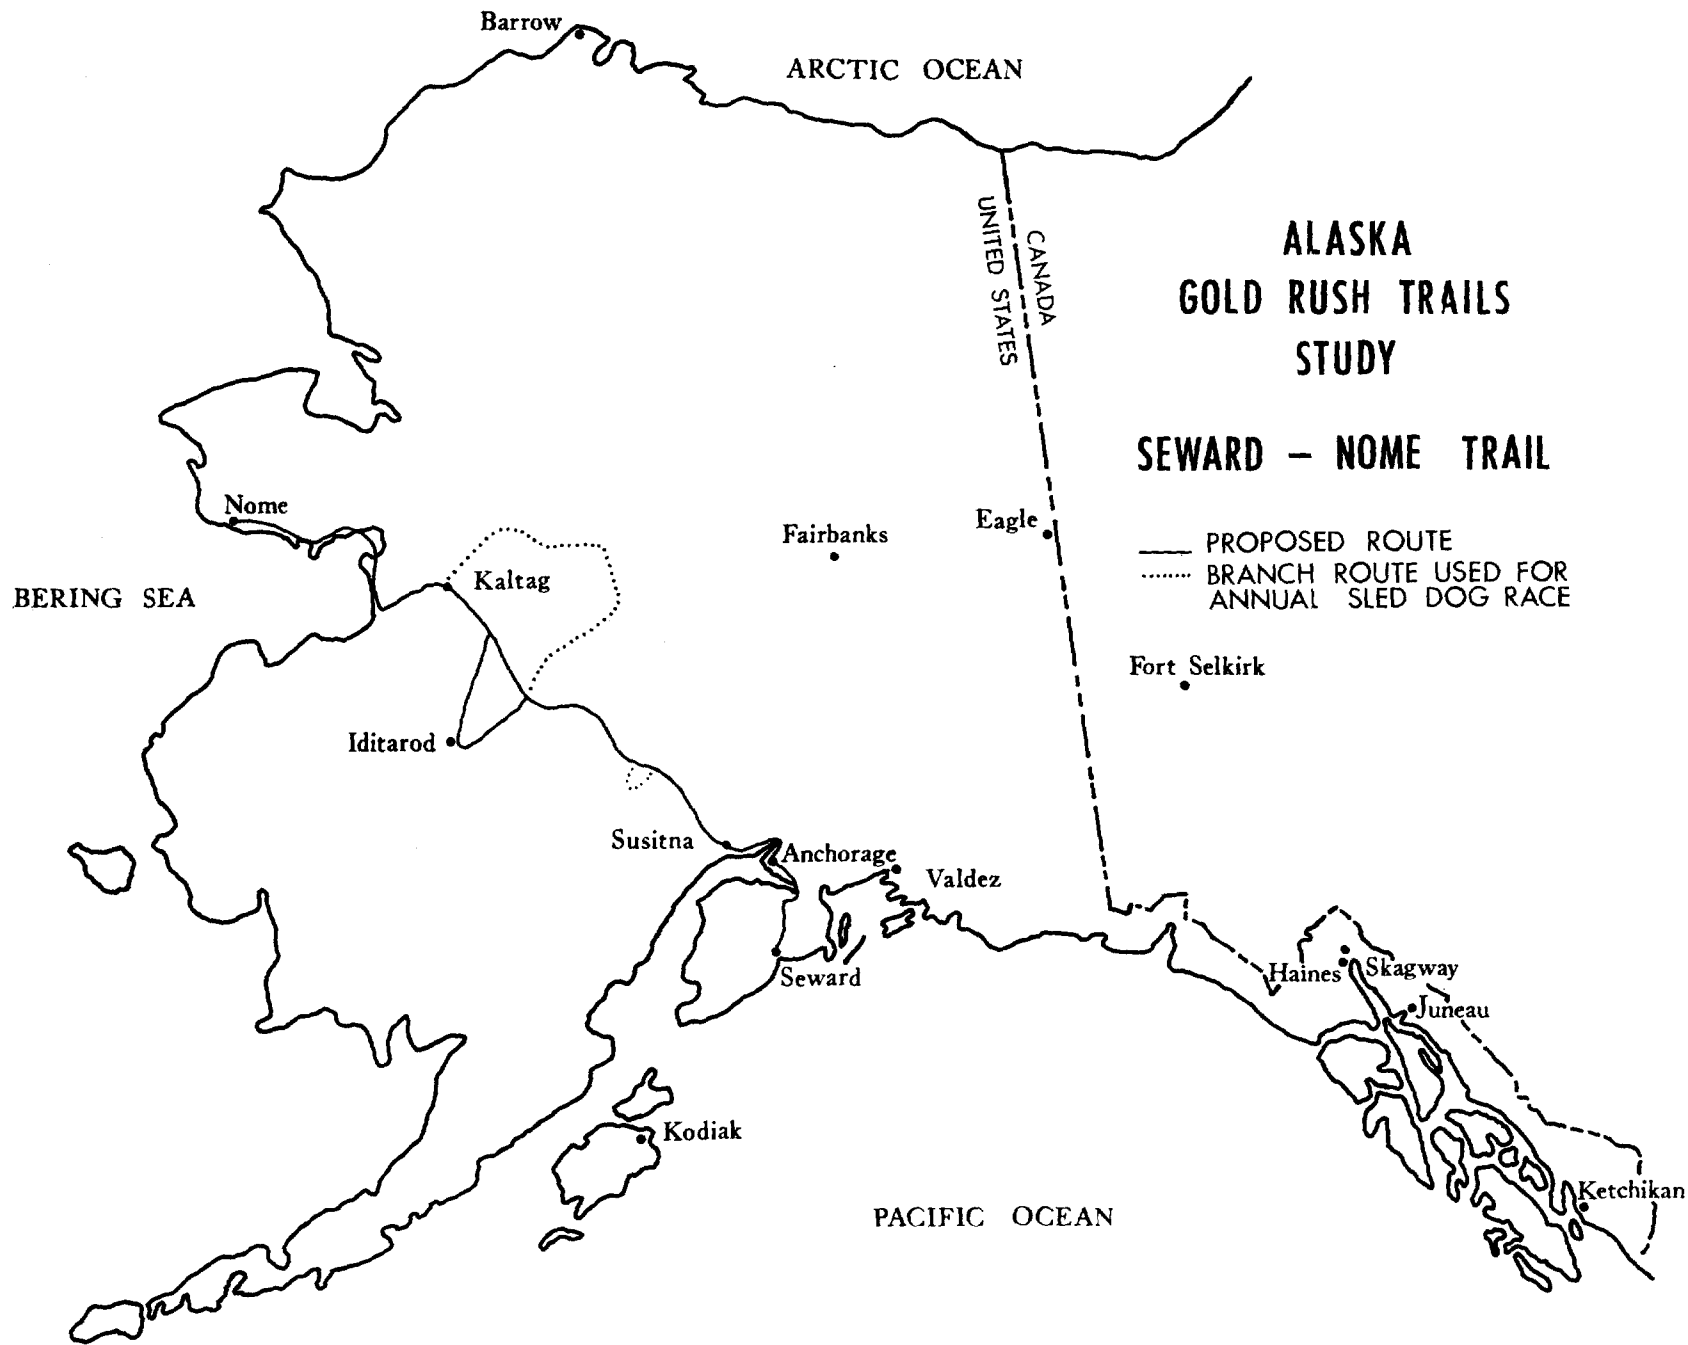 Barrow
ARCTIC OCEAN
UNITED STATES
CANADA
ALASKA
GOLD RUSH TRAILS
STUDY
SEWARD – NOME TRAIL
Nome
Fairbanks
Eagle
PROPOSED ROUTE
BRANCH ROUTE USED FOR
ANNUAL SLED DOG RACE
Kaltag
BERING SEA
Fort Selkirk
Iditarod
Susitna
Anchorage
Valdez
Seward
Haines
Skagway
Juneau
Kodiak
Ketchikan
PACIFIC OCEAN